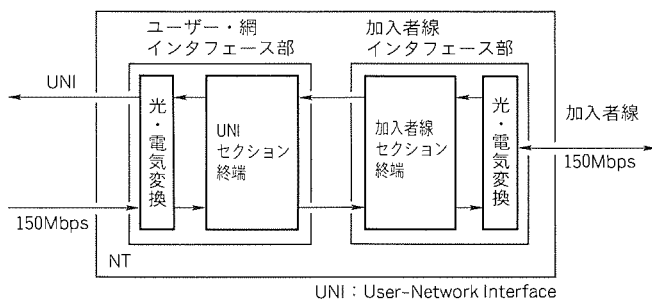 ユーザー・網
インタフェース部
加入者線
インタフェース部
UNI
光・電気変換
UNI
セクション
終端
加入者線
セクション
終端
光・電気変換
加入者線
150Mbps
150Mbps
NT
UNI:User-Network Interface